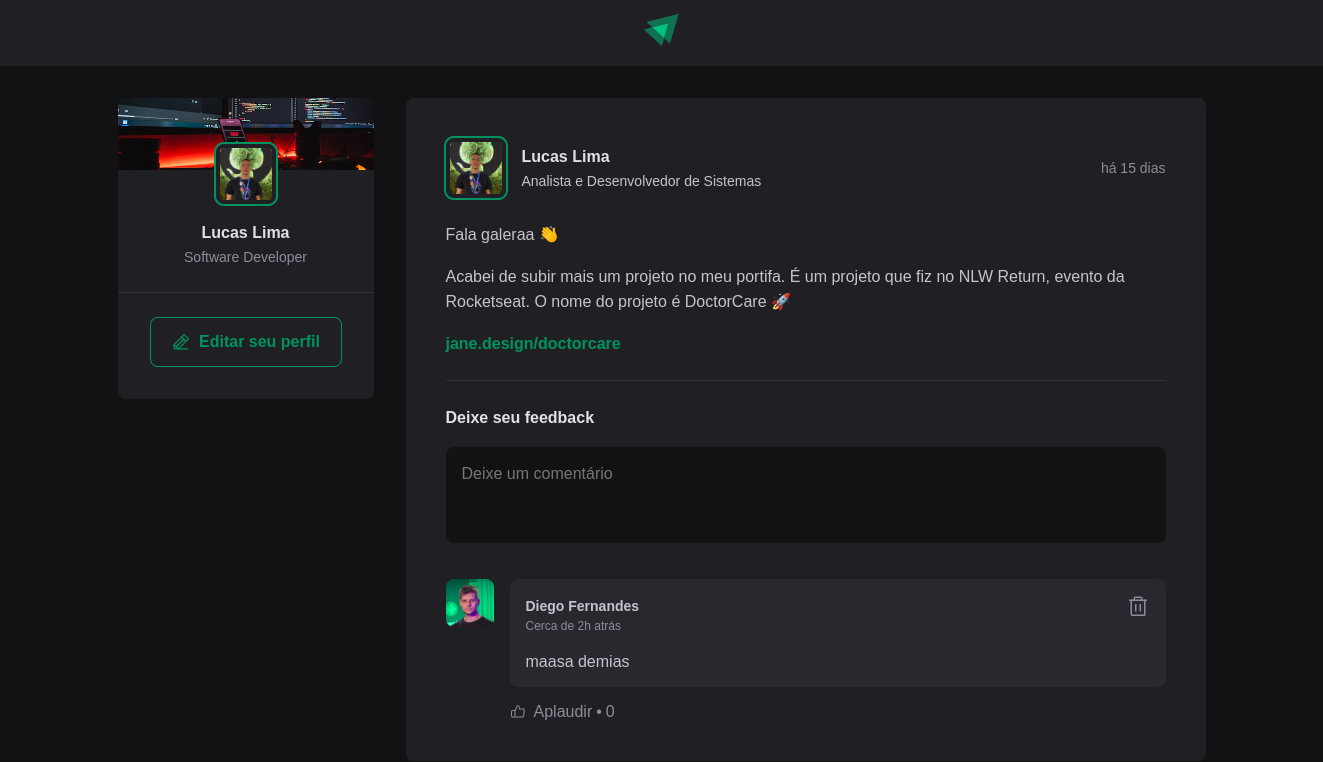 Lucas Lima
Software Developer
Editar seu perfil
Lucas Lima
Analista e Desenvolvedor de Sistemas
há 15 dias
Fala galeraa 👋
Acabei de subir mais um projeto no meu portifa. É um projeto que fiz no NLW Return, evento da
Rocketseat. O nome do projeto é DoctorCare 🚀
jane.design/doctorcare
Deixe seu feedback
Deixe um comentário
Diego Fernandes
Cerca de 2h atrás
maasa demias
Aplaudir • 0